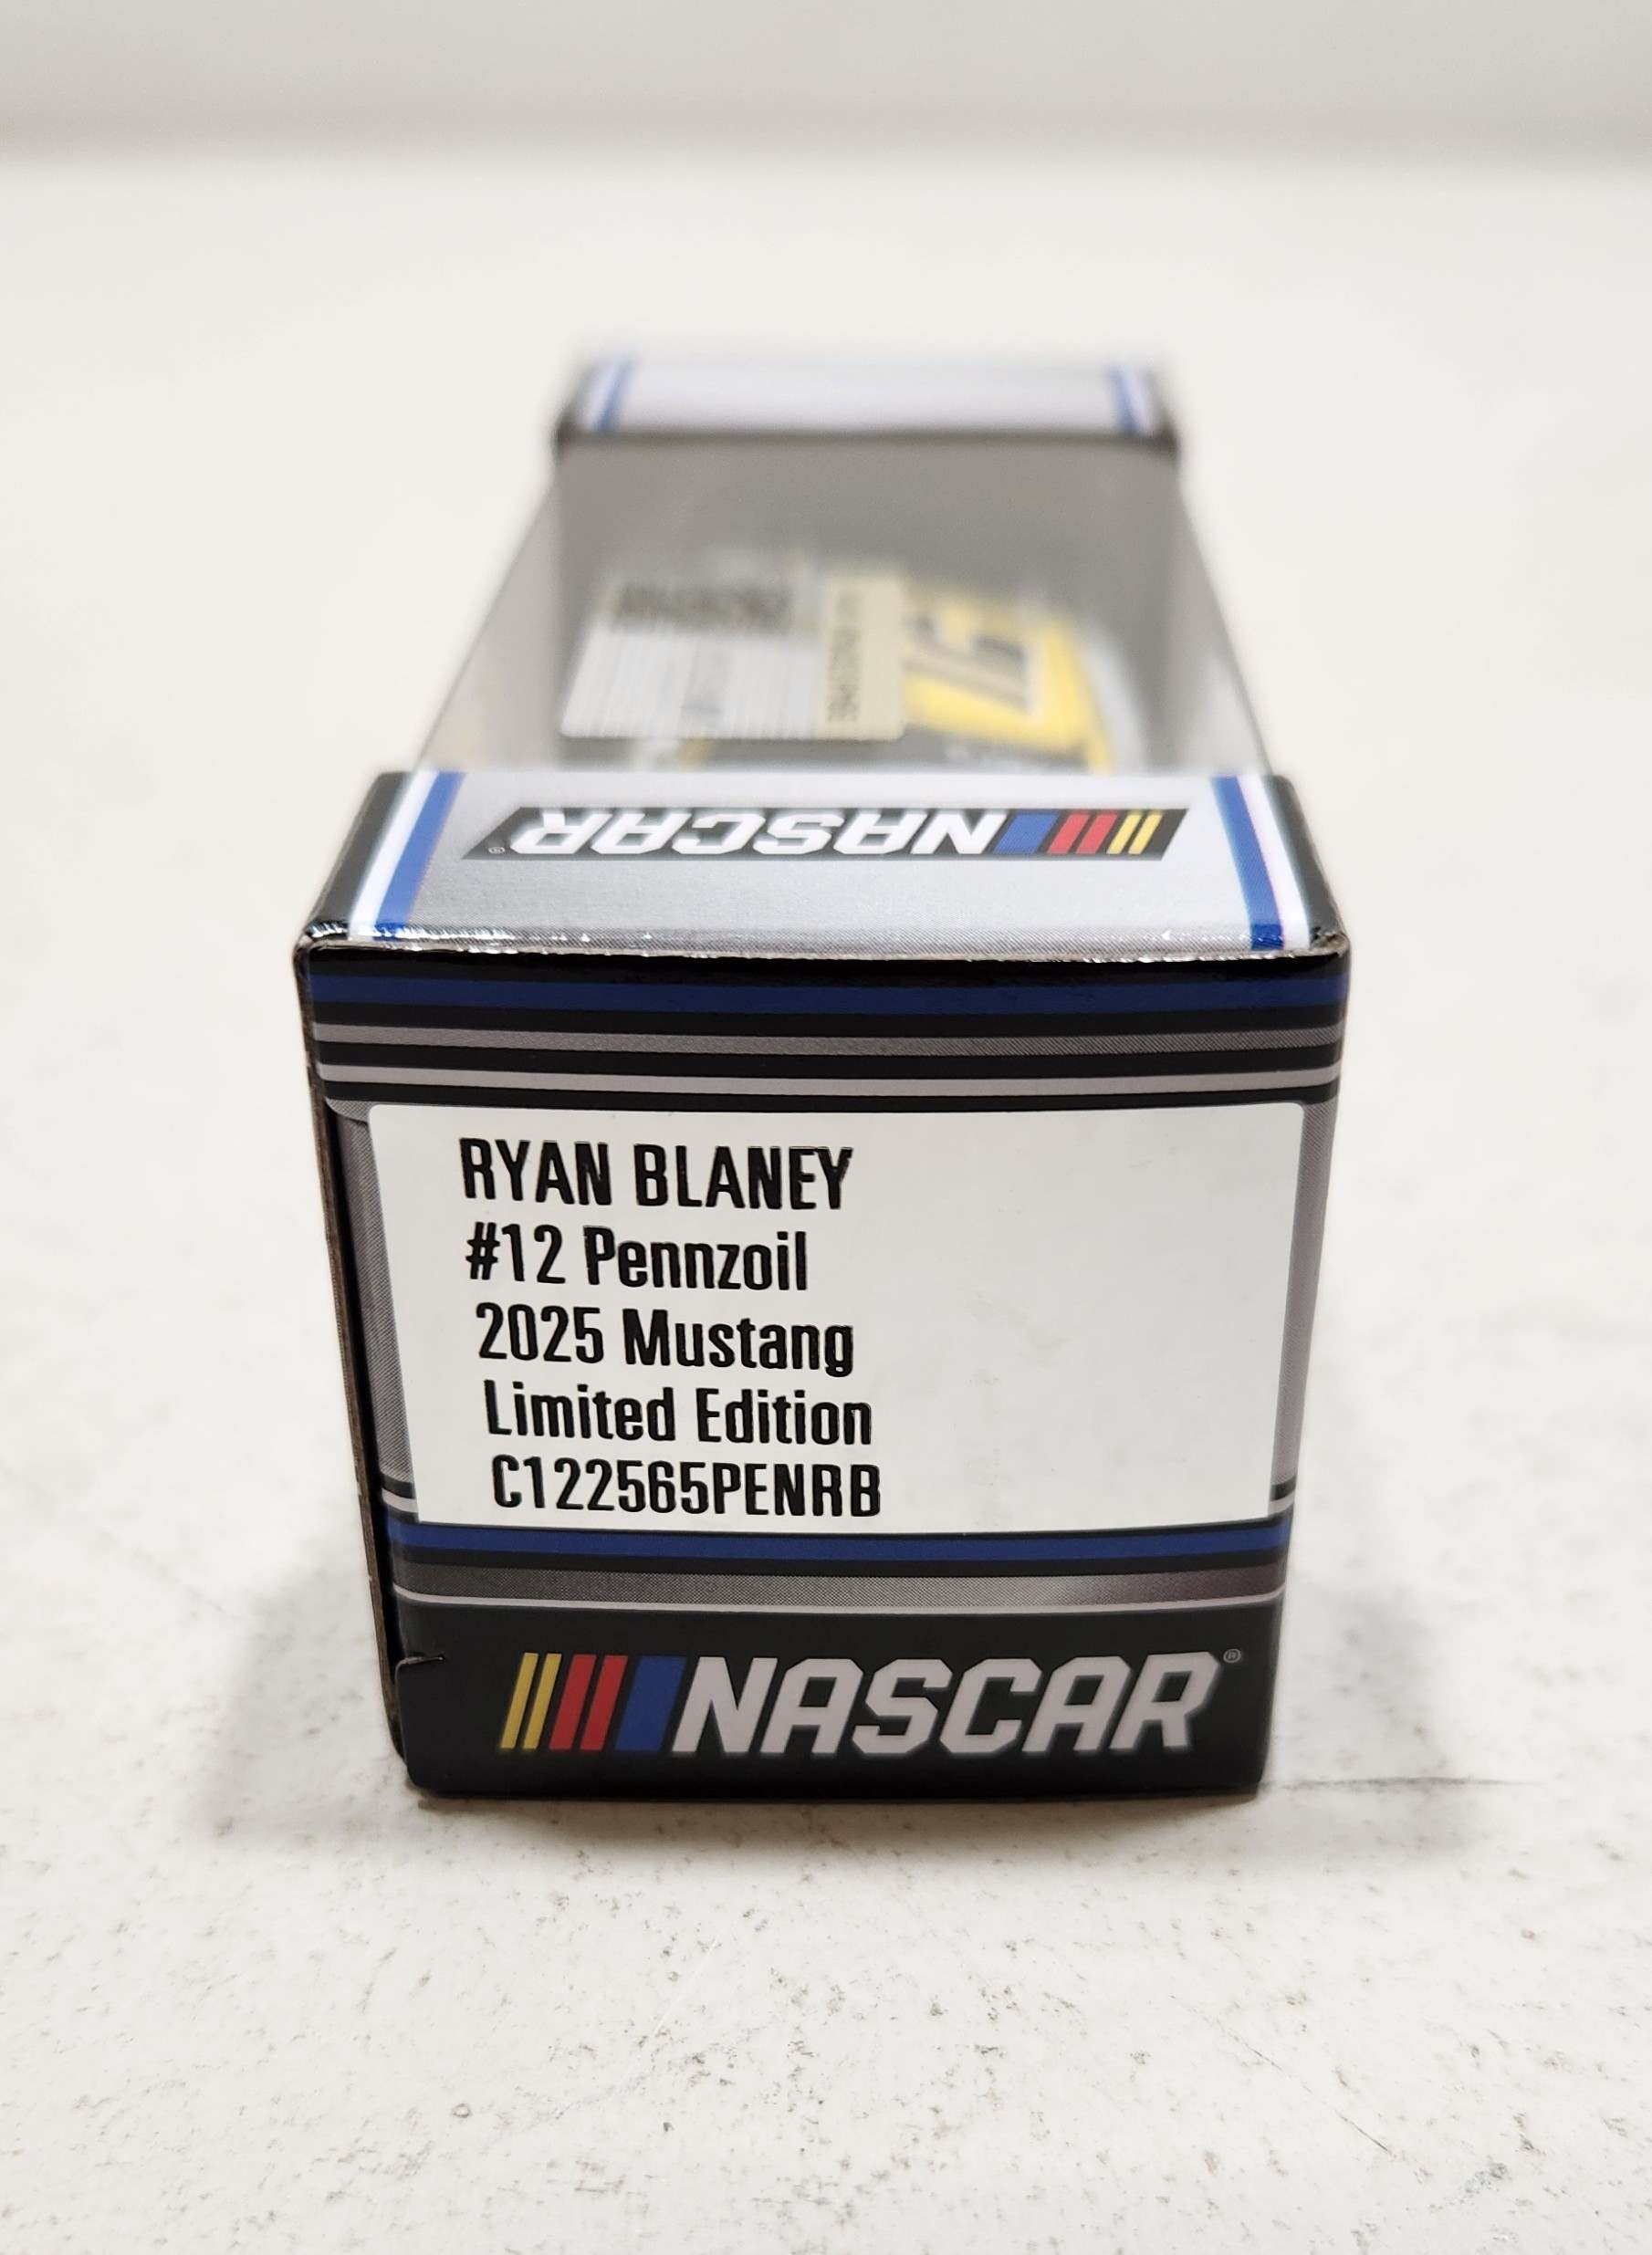 NASCAR
RYAN BLANEY
#12 Pennzoil
2025 Mustang
Limited Edition
C122565PENRB
NASCAR®